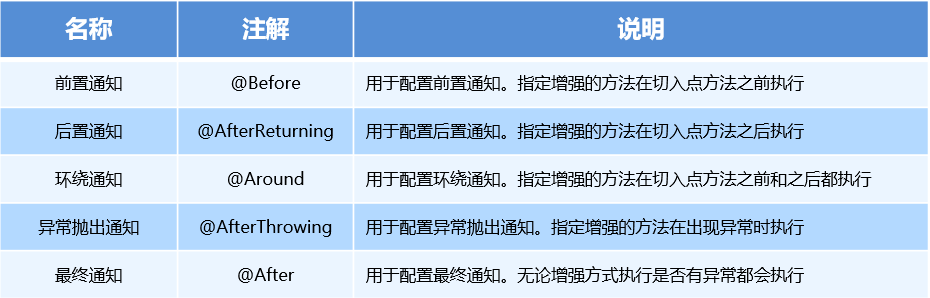 名称 注解 说明
前置通知 @Before 用于配置前置通知。指定增强的方法在切入点方法之前执行
后置通知 @AfterReturning 用于配置后置通知。指定增强的方法在切入点方法之后执行
环绕通知 @Around 用于配置环绕通知。指定增强的方法在切入点方法之前和之后都执行
异常抛出通知 @AfterThrowing 用于配置异常抛出通知。指定增强的方法在出现异常时执行
最终通知 @After 用于配置最终通知。无论增强方式执行是否有异常都会执行